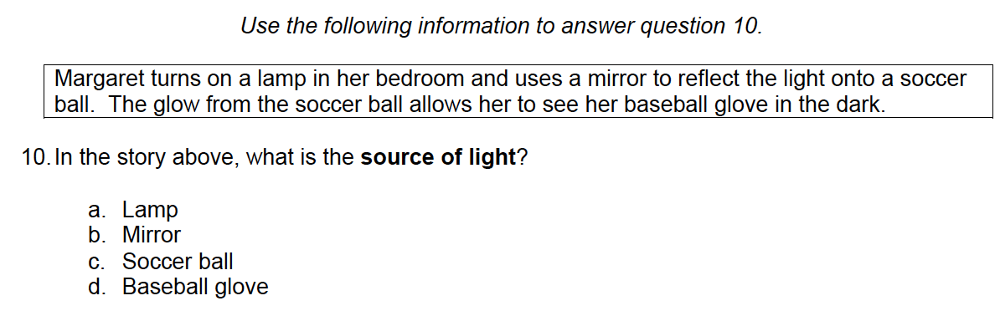 Use the following information to answer question 10.
Margaret turns on a lamp in her bedroom and uses a mirror to reflect the light onto a soccer
ball.  The glow from the soccer ball allows her to see her baseball glove in the dark.
10. In the story above, what is the source of light?
a. Lamp
b. Mirror
c. Soccer ball
d. Baseball glove